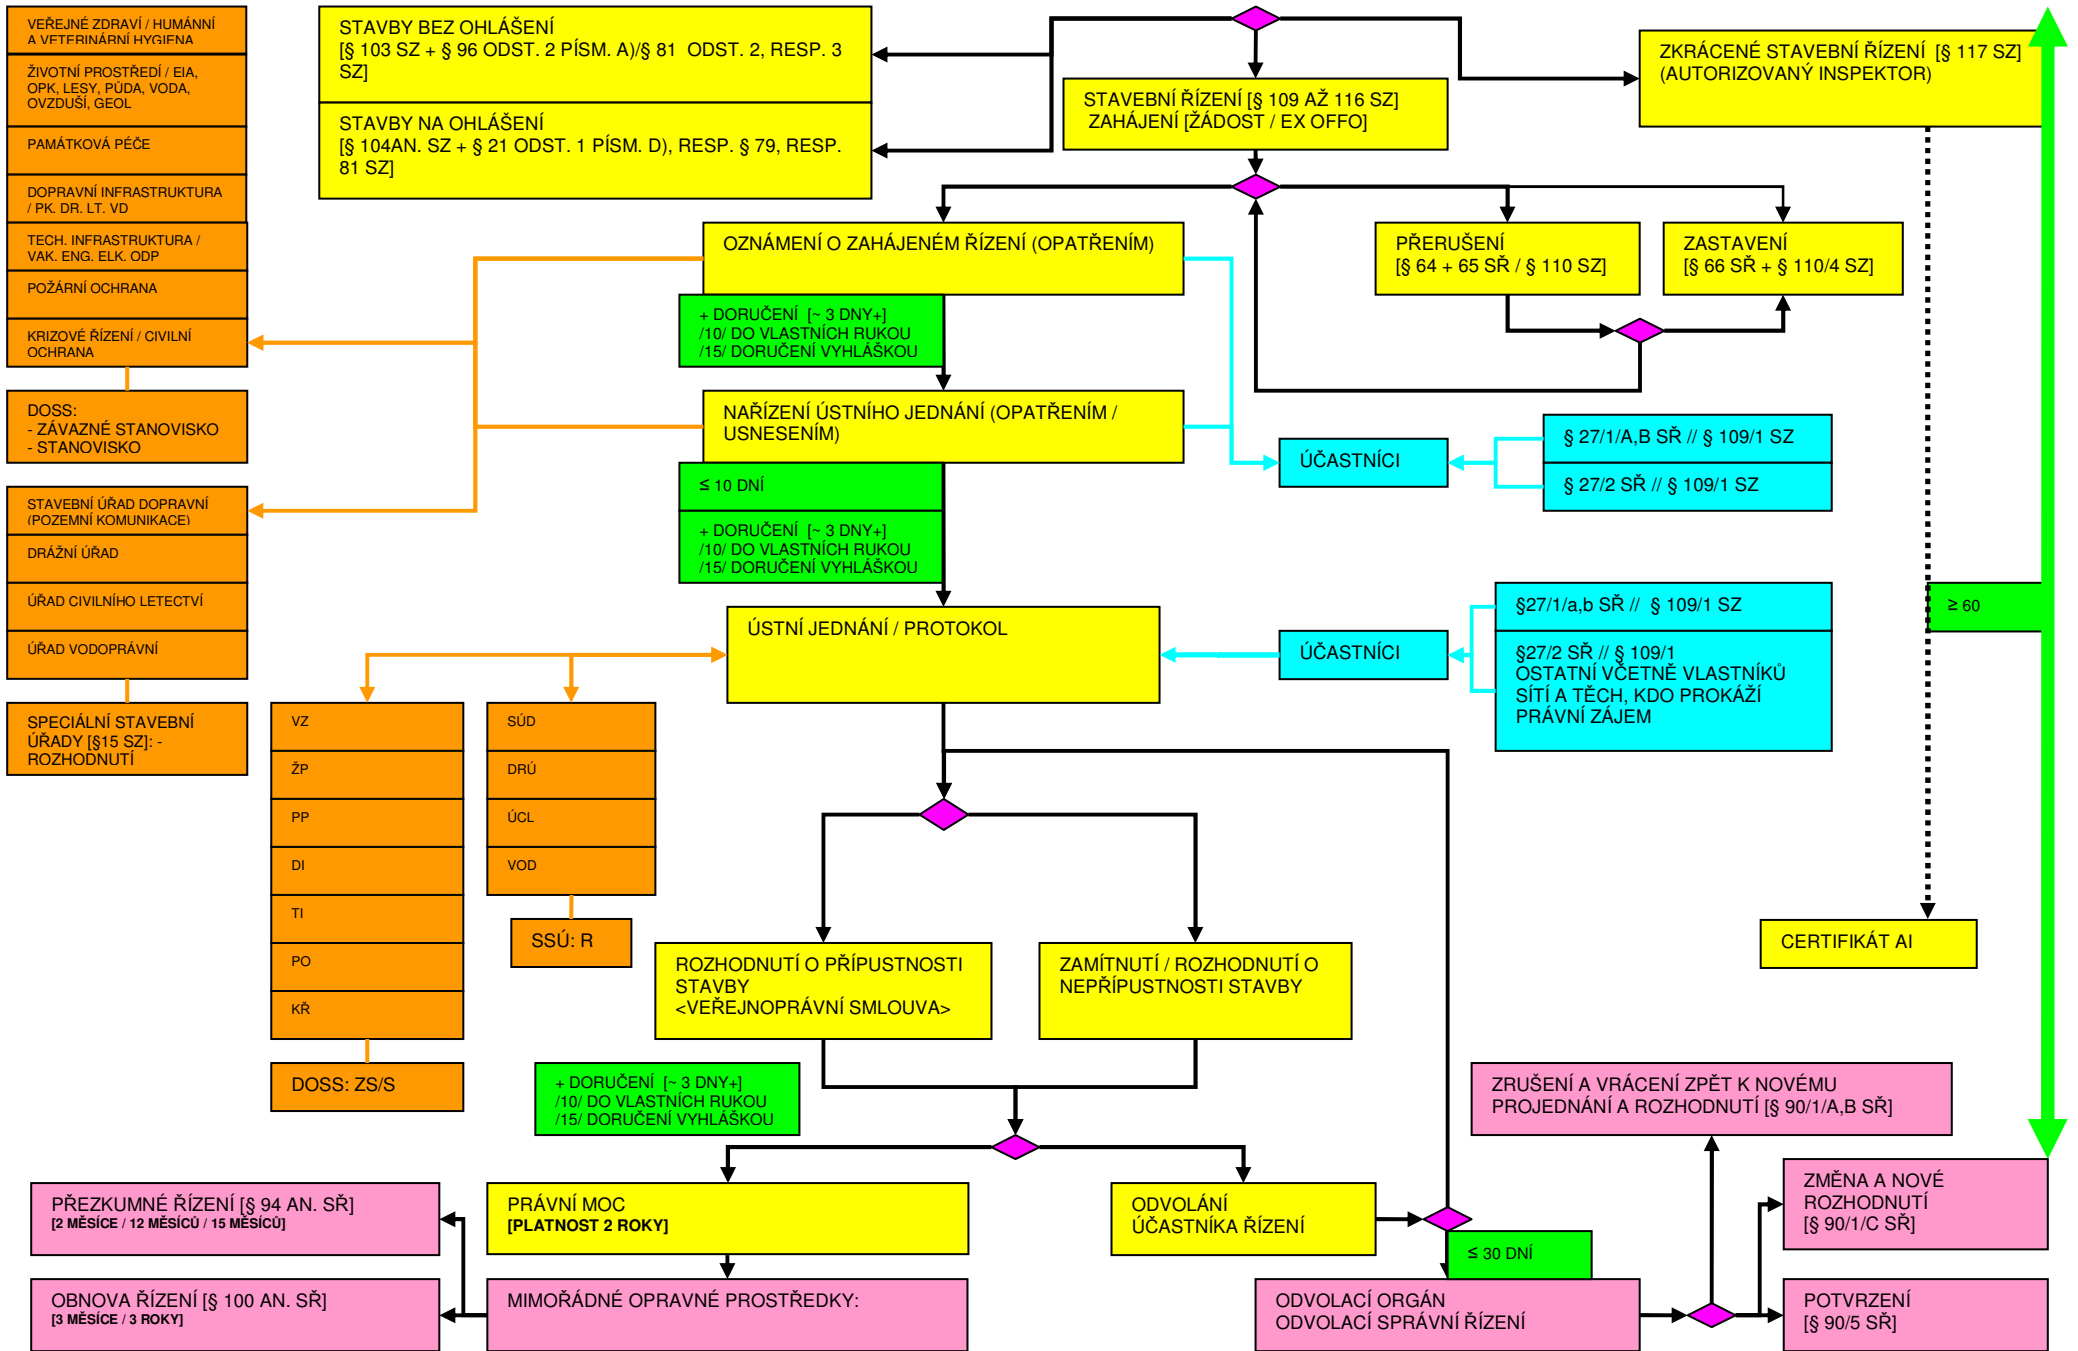 VEŘEJNÉ ZDRAVÍ / HUMÁNNÍ
A VETERINÁRNÍ HYGIENA
ŽIVOTNÍ PROSTŘEDÍ / EIA,
OPK, LESY, PŮDA, VODA,
OVZDUŠÍ, GEOL
PAMÁTKOVÁ PÉČE
DOPRAVNÍ INFRASTRUKTURA
/ PK. DR. LT. VD
TECH. INFRASTRUKTURA /
VAK. ENG. ELK. ODP
POŽÁRNÍ OCHRANA
KRIZOVÉ ŘÍZENÍ / CIVILNÍ
OCHRANA
DOSS:
- ZÁVAZNÉ STANOVISKO
- STANOVISKO
STAVEBNÍ ÚŘAD DOPRAVNÍ
(POZEMNÍ KOMUNIKACE)
DRÁŽNÍ ÚŘAD
ÚŘAD CIVILNÍHO LETECTVÍ
ÚŘAD VODOPRÁVNÍ
SPECIÁLNÍ STAVEBNÍ
ÚŘADY [§15 SZ]: -
ROZHODNUTÍ
STAVBY BEZ OHLÁŠENÍ
[§ 103 SZ + § 96 ODST. 2 PÍSM. A)/§ 81  ODST. 2, RESP. 3
SZ]
STAVBY NA OHLÁŠENÍ
[§ 104AN. SZ + § 21 ODST. 1 PÍSM. D), RESP. § 79, RESP.
81 SZ]
STAVEBNÍ ŘÍZENÍ [§ 109 AŽ 116 SZ]
ZAHÁJENÍ [ŽÁDOST / EX OFFO]
ZKRÁCENÉ STAVEBNÍ ŘÍZENÍ  [§ 117 SZ]
(AUTORIZOVANÝ INSPEKTOR)
OZNÁMENÍ O ZAHÁJENÉM ŘÍZENÍ (OPATŘENÍM)
PŘERUŠENÍ
[§ 64 + 65 SŘ / § 110 SZ]
ZASTAVENÍ
[§ 66 SŘ + § 110/4 SZ]
+ DORUČENÍ  [~ 3 DNY+]
/10/ DO VLASTNÍCH RUKOU
/15/ DORUČENÍ VYHLÁŠKOU
NAŘÍZENÍ ÚSTNÍHO JEDNÁNÍ (OPATŘENÍM /
USNESENÍM)
ÚČASTNÍCI
§ 27/1/A,B SŘ // § 109/1 SZ
§ 27/2 SŘ // § 109/1 SZ
≤ 10 DNÍ
+ DORUČENÍ  [~ 3 DNY+]
/10/ DO VLASTNÍCH RUKOU
/15/ DORUČENÍ VYHLÁŠKOU
ÚSTNÍ JEDNÁNÍ / PROTOKOL
ÚČASTNÍCI
§27/1/a,b SŘ //  § 109/1 SZ
§27/2 SŘ // § 109/1
OSTATNÍ VČETNĚ VLASTNÍKŮ
SÍTÍ A TĚCH, KDO PROKÁŽÍ
PRÁVNÍ ZÁJEM
≥ 60
VZ
ŽP
PP
DI
TI
PO
KŘ
DOSS: ZS/S
SÚD
DRÚ
ÚCL
VOD
SSÚ: R
ROZHODNUTÍ O PŘÍPUSTNOSTI
STAVBY
<VEŘEJNOPRÁVNÍ SMLOUVA>
ZAMÍTNUTÍ / ROZHODNUTÍ O
NEPŘÍPUSTNOSTI STAVBY
CERTIFIKÁT AI
+ DORUČENÍ  [~ 3 DNY+]
/10/ DO VLASTNÍCH RUKOU
/15/ DORUČENÍ VYHLÁŠKOU
ZRUŠENÍ A VRÁCENÍ ZPĚT K NOVÉMU
PROJEDNÁNÍ A ROZHODNUTÍ [§ 90/1/A,B SŘ]
PŘEZKUMNÉ ŘÍZENÍ [§ 94 AN. SŘ]
[2 MĚSÍCE / 12 MĚSÍCŮ / 15 MĚSÍCŮ]
PRÁVNÍ MOC
[PLATNOST 2 ROKY]
ODVOLÁNÍ
ÚČASTNÍKA ŘÍZENÍ
ZMĚNA A NOVÉ
ROZHODNUTÍ
[§ 90/1/C SŘ]
≤ 30 DNÍ
OBNOVA ŘÍZENÍ [§ 100 AN. SŘ]
[3 MĚSÍCE / 3 ROKY]
MIMOŘÁDNÉ OPRAVNÉ PROSTŘEDKY:
ODVOLACÍ ORGÁN
ODVOLACÍ SPRÁVNÍ ŘÍZENÍ
POTVRZENÍ
[§ 90/5 SŘ]